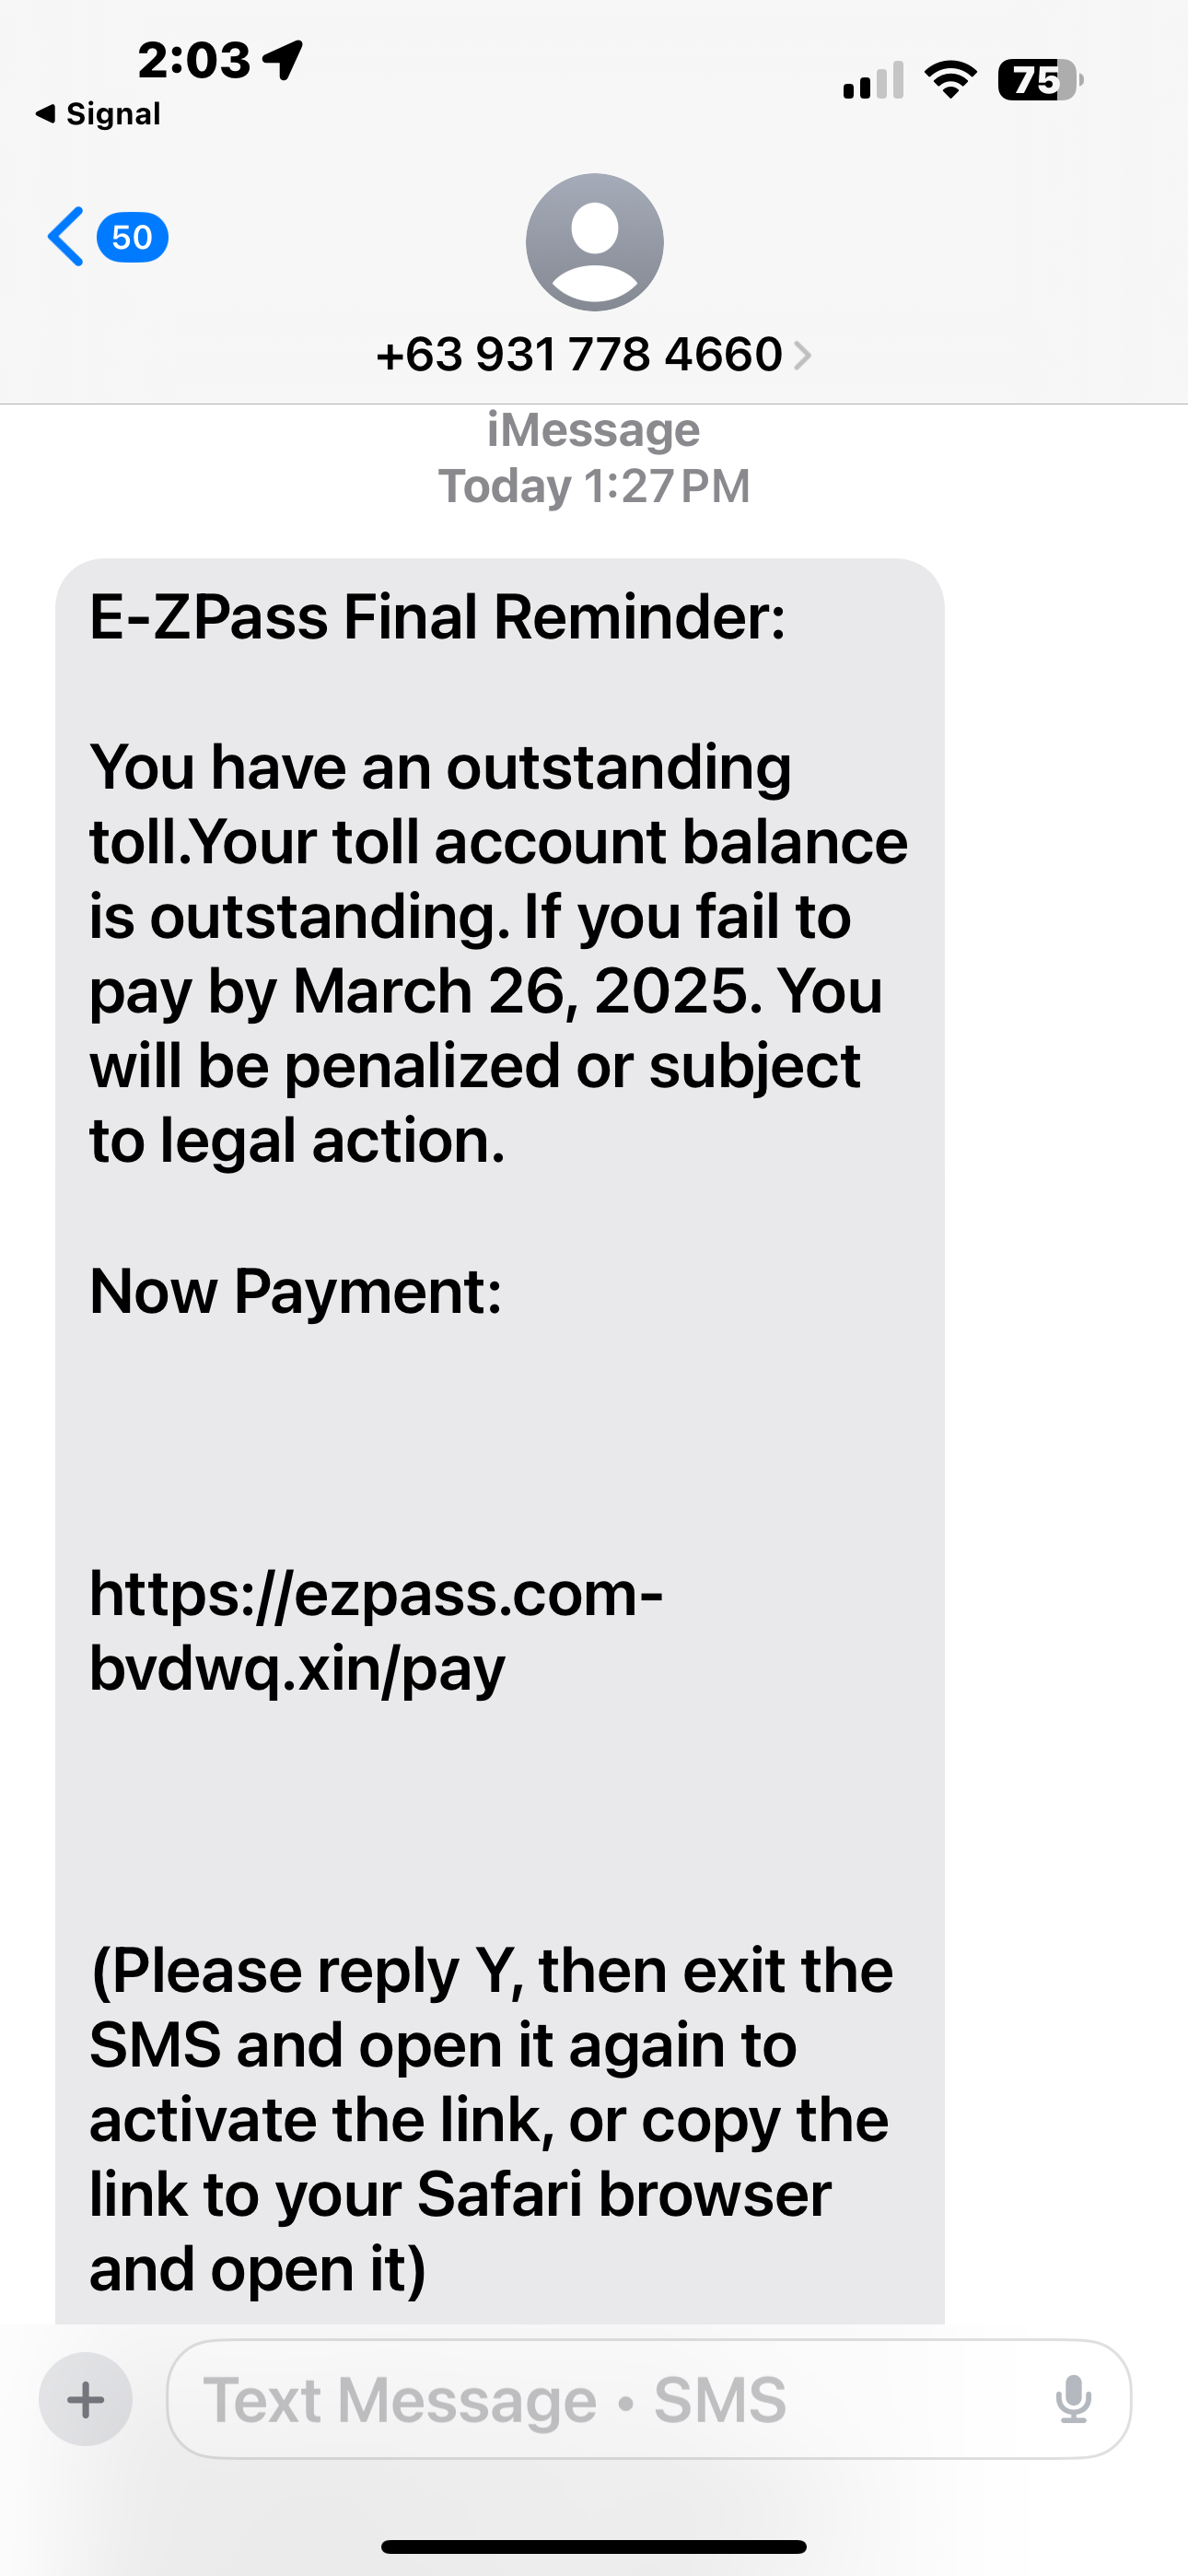 2:03
75
Signal
50
+63 931 778 4660
iMessage
Today 1:27 PM
E-ZPass Final Reminder:
You have an outstanding
toll.Your toll account balance
is outstanding. If you fail to
pay by March 26, 2025. You
will be penalized or subject
to legal action.
Now Payment:
https://ezpass.com-
bvdwq.xin/pay
(Please reply Y, then exit the
SMS and open it again to
activate the link, or copy the
link to your Safari browser
and open it)
Text Message • SMS